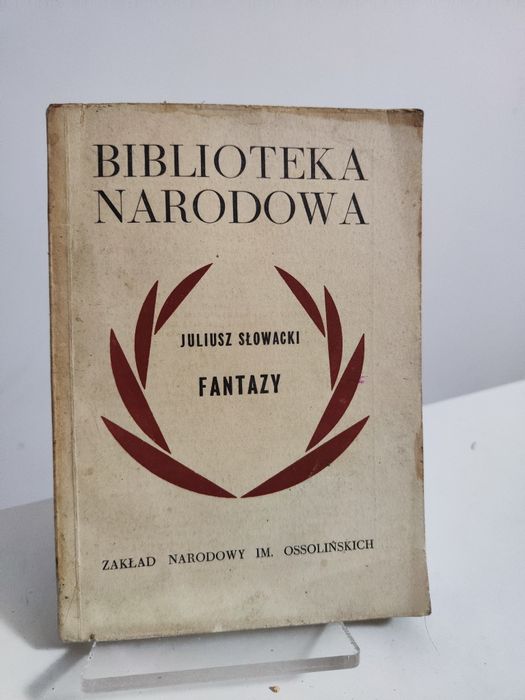 BIBLIOTEKA
NARODOWA
JULIUSZ SŁOWACKI
FANTAZY
ZAKŁAD NARODOWY IM. OSSOLIŃSKICH